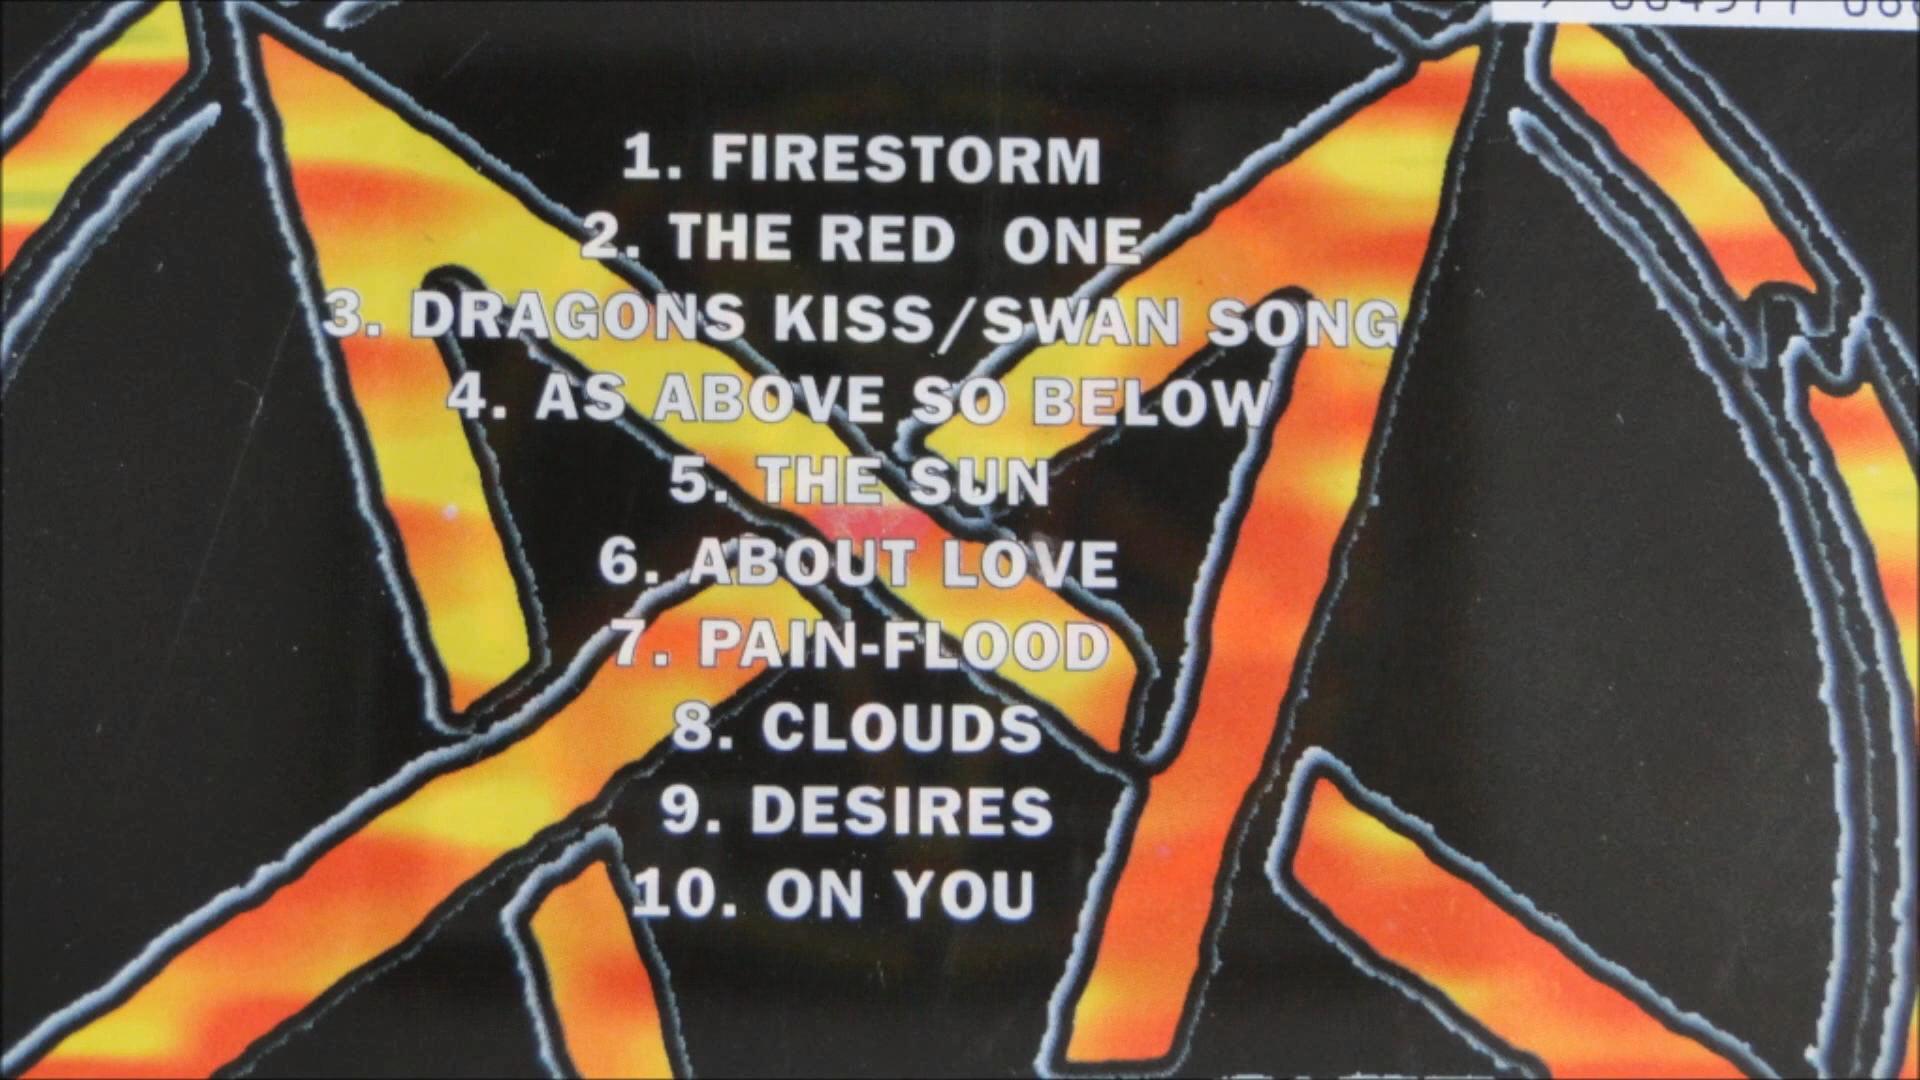 1. FIRESTORM
2. THE RED ONE
3. DRAGONS KISS/SWAN SONG
4. AS ABOVE SO BELOW
5. THE SUN
6. ABOUT LOVE
7. PAIN-FLOOD
8. CLOUDS
9. DESIRES
10. ON YOU